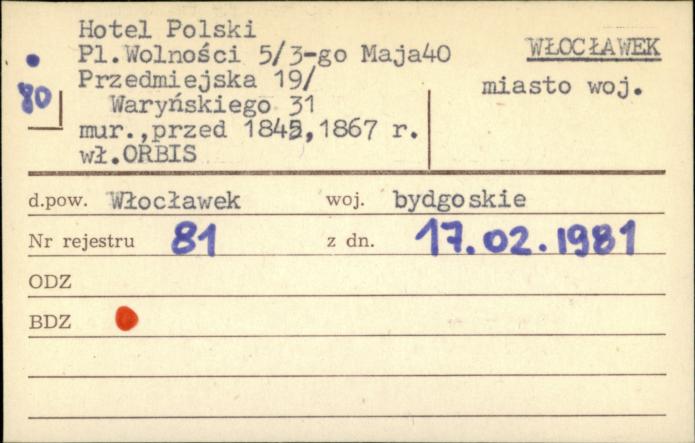 Hotel Polski
Pl.Wolności 5/3-go Maja40
WŁOCŁAWEK
Przedmiejska 19/
miasto woj.
80
Waryńskiego 31
mur.,przed 1845,1867 r.
wł.ORBIS
d.pow. Włocławek woj. bydgoskie
Nr rejestru 81 z dn. 17.02.1981
ODZ
BDZ